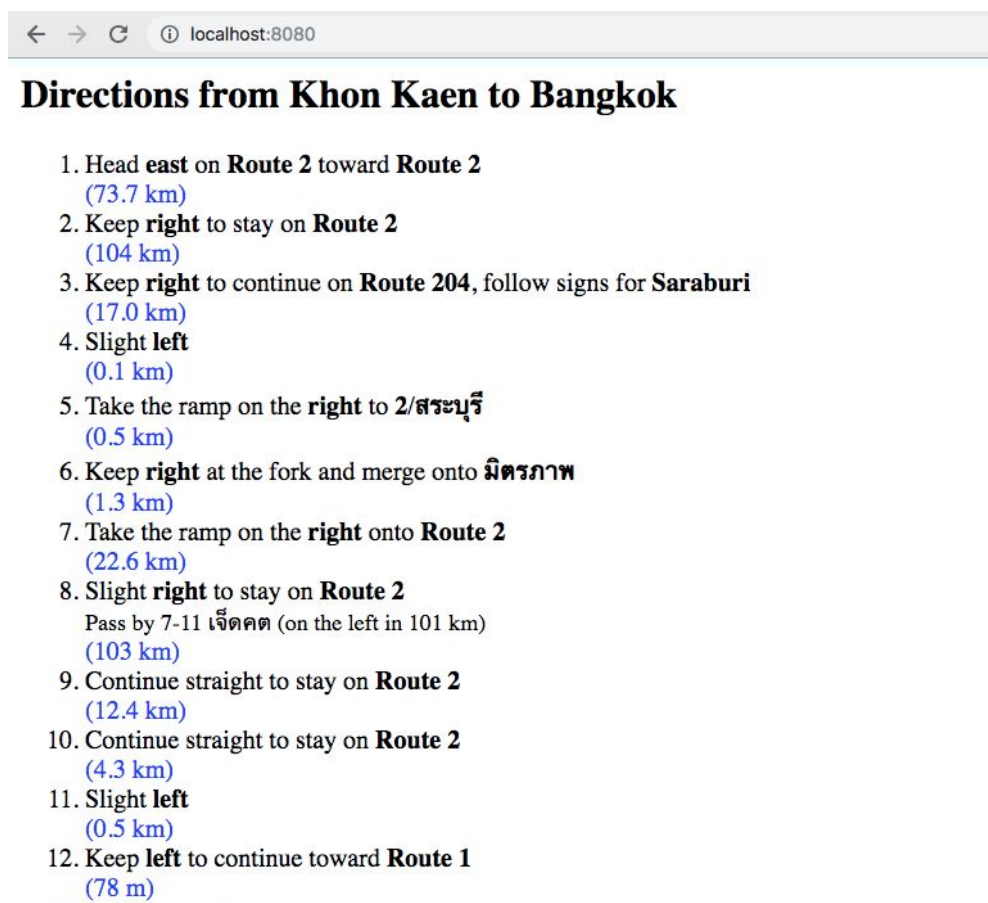 localhost:8080
Directions from Khon Kaen to Bangkok
1. Head east on Route 2 toward Route 2
(73.7 km)
2. Keep right to stay on Route 2
(104 km)
3. Keep right to continue on Route 204, follow signs for Saraburi
(17.0 km)
4. Slight left
(0.1 km)
5. Take the ramp on the right to 2/สระบุรี
(0.5 km)
6. Keep right at the fork and merge onto มิตรภาพ
(1.3 km)
7. Take the ramp on the right onto Route 2
(22.6 km)
8. Slight right to stay on Route 2
Pass by 7-11 เจ็ดคต (on the left in 101 km)
(103 km)
9. Continue straight to stay on Route 2
(12.4 km)
10. Continue straight to stay on Route 2
(4.3 km)
11. Slight left
(0.5 km)
12. Keep left to continue toward Route 1
(78 m)